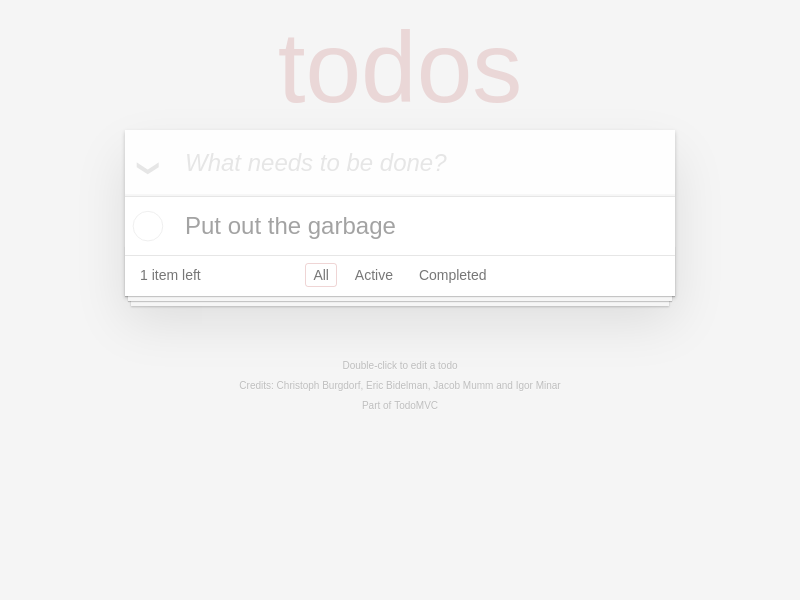 todos
What needs to be done?
Put out the garbage
1 item left
All
Active
Completed
Double-click to edit a todo
Credits: Christoph Burgdorf, Eric Bidelman, Jacob Mumm and Igor Minar
Part of TodoMVC